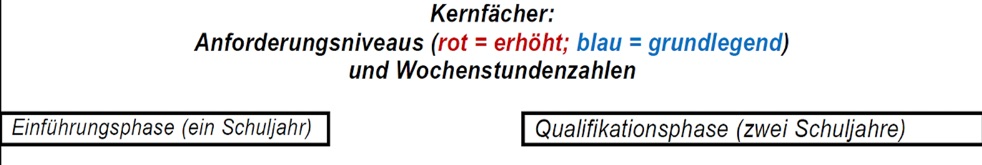 Kernfächer:
Anforderungsniveaus (rot = erhöht; blau = grundlegend)
und Wochenstundenzahlen
Einführungsphase (ein Schuljahr)
Qualifikationsphase (zwei Schuljahre)